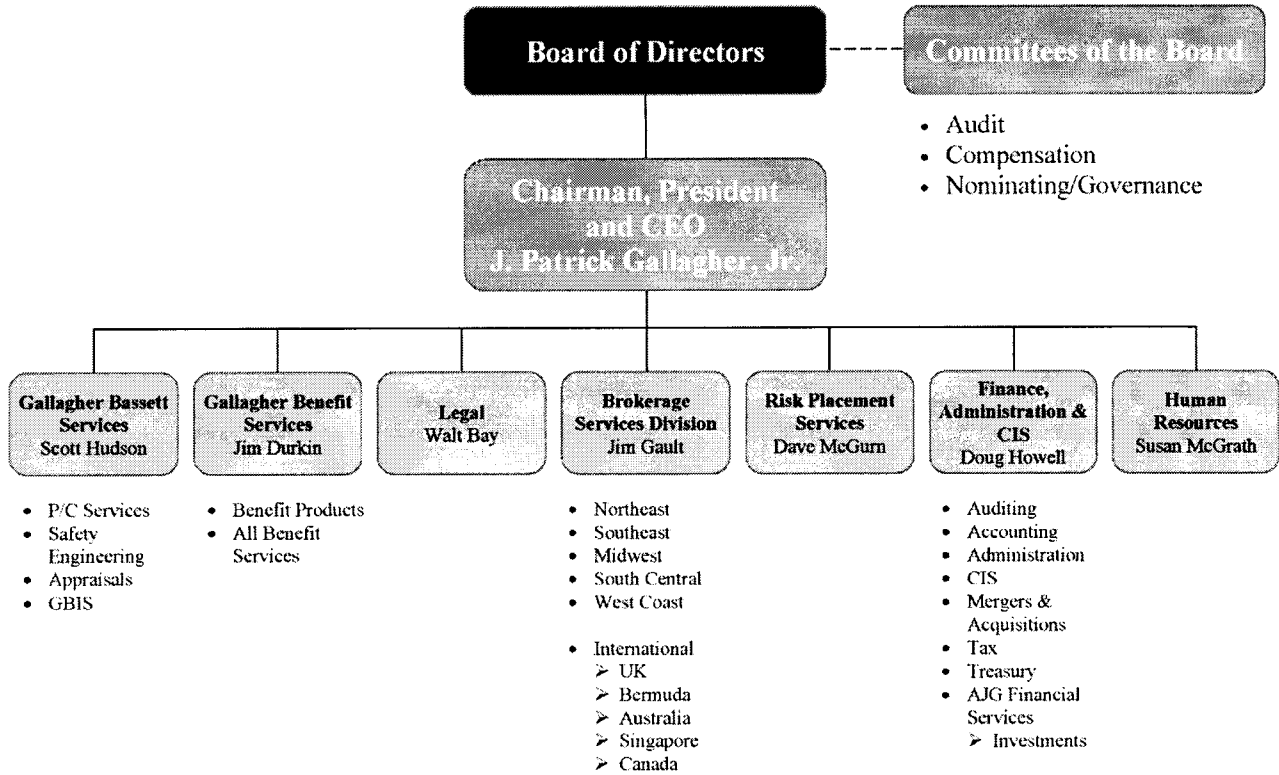 Board of Directors
Committees of the Board
• Audit
• Compensation
• Nominating/Governance
Chairman, President
and CEO
J. Patrick Gallagher, Jr.
Gallagher Bassett
Services
Scott Hudson
• P/C Services
• Safety
Engineering
• Appraisals
• GBIS
Gallagher Benefit
Services
Jim Durkin
• Benefit Products
• All Benefit
Services
Legal
Walt Bay
Brokerage
Services Division
Jim Gault
• Northeast
• Southeast
• Midwest
• South Central
• West Coast
• International
➢ UK
➢ Bermuda
➢ Australia
➢ Singapore
➢ Canada
Risk Placement
Services
Dave McGurn
Finance,
Administration &
CIS
Doug Howell
• Auditing
• Accounting
• Administration
• CIS
• Mergers &
Acquisitions
• Tax
• Treasury
• AJG Financial
Services
➢ Investments
Human
Resources
Susan McGrath